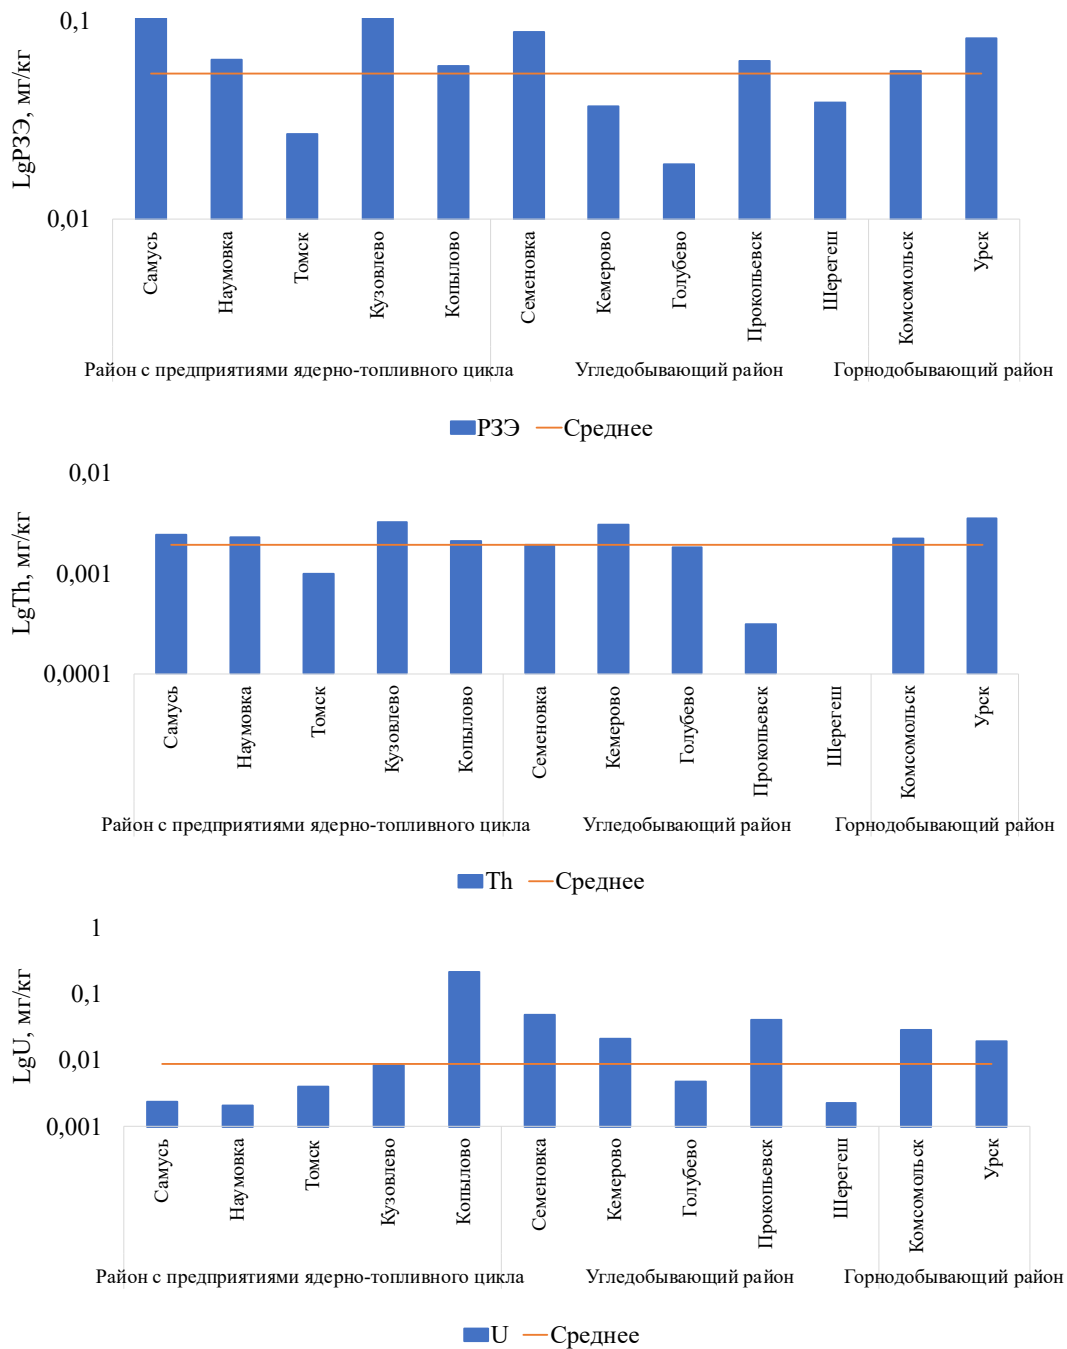 0,1
LgРЗЭ, мг/кг
0,01
Самусь
Наумовка
Томск
Кузовлево
Копылово
Семеновка
Кемерово
Голубево
Прокопьевск
Шерегеш
Комсомольск
Урск
Район с предприятиями ядерно-топливного цикла
Угледобывающий район
Горнодобывающий район
РЗЭ
Среднее
0,01
LgTh, мг/кг
0,001
0,0001
Самусь
Наумовка
Томск
Кузовлево
Копылово
Семеновка
Кемерово
Голубево
Прокопьевск
Шерегеш
Комсомольск
Урск
Район с предприятиями ядерно-топливного цикла
Угледобывающий район
Горнодобывающий район
Th
Среднее
1
0,1
LgU, мг/кг
0,01
0,001
Самусь
Наумовка
Томск
Кузовлево
Копылово
Семеновка
Кемерово
Голубево
Прокопьевск
Шерегеш
Комсомольск
Урск
Район с предприятиями ядерно-топливного цикла
Угледобывающий район
Горнодобывающий район
U
Среднее